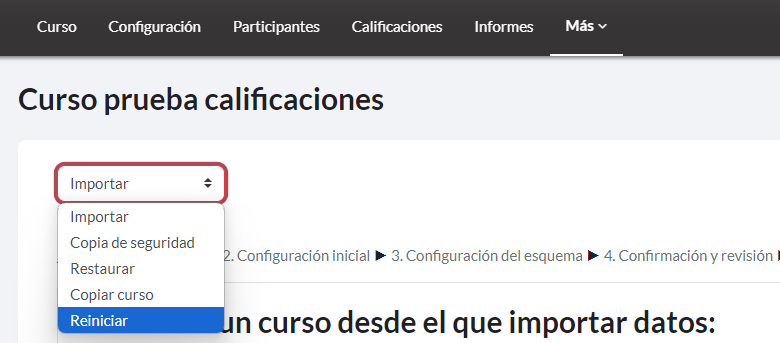 Curso Configuración Participantes Calificaciones Informes Más
Curso prueba calificaciones
Importar
Importar
Copia de seguridad
Restaurar
Copiar curso
Reiniciar
2. Configuración inicial ► 3. Configuración del esquema ► 4. Confirmación y revisión ►
un curso desde el que importar datos: